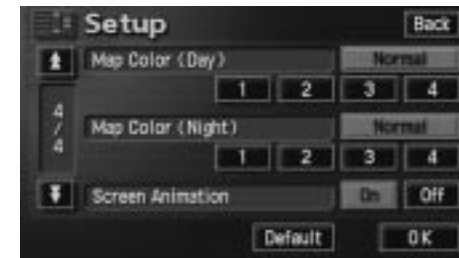 Setup Back
Map Color (Day) Normal
1 2 3 4
4/4
Map Color (Night) Normal
1 2 3 4
Screen Animation On Off
Default OK